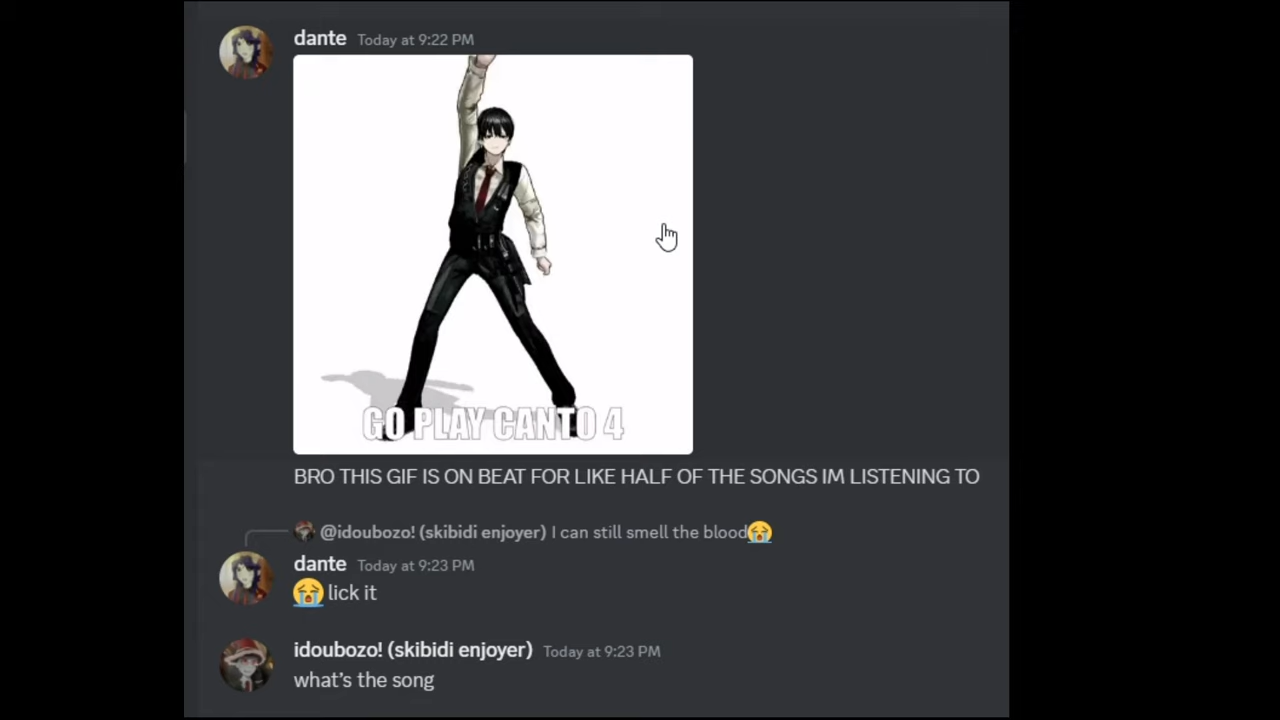 dante Today at 9:22 PM
GO PLAY CANTO 4
BRO THIS GIF IS ON BEAT FOR LIKE HALF OF THE SONGS IM LISTENING TO
@idoubozo! (skibidi enjoyer) I can still smell the blood😭
dante Today at 9:23 PM
😭lick it
idoubozo! (skibidi enjoyer) Today at 9:23 PM
what's the song